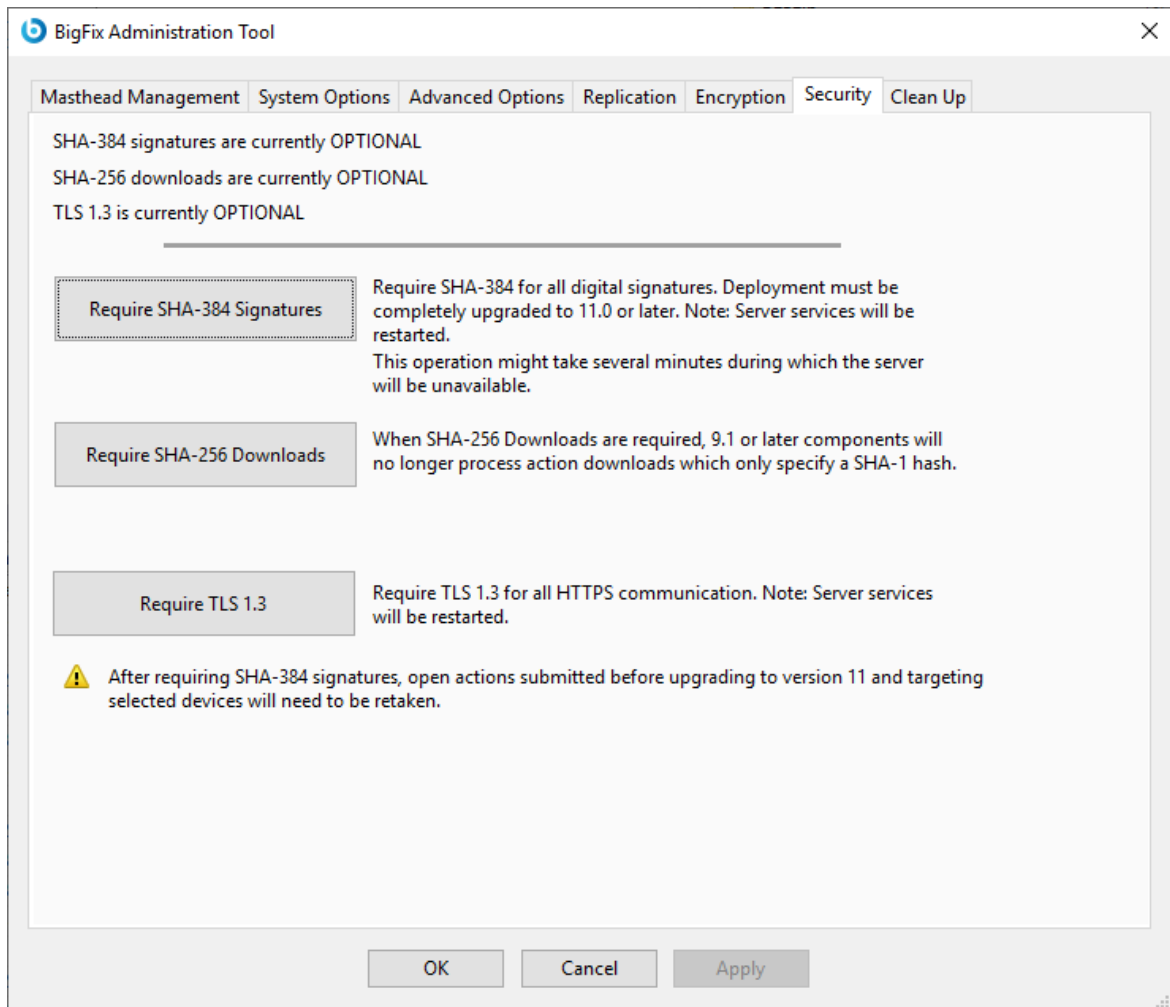 BigFix Administration Tool
Masthead Management System Options Advanced Options Replication Encryption Security Clean Up
SHA-384 signatures are currently OPTIONAL
SHA-256 downloads are currently OPTIONAL
TLS 1.3 is currently OPTIONAL
Require SHA-384 Signatures
Require SHA-384 for all digital signatures. Deployment must be
completely upgraded to 11.0 or later. Note: Server services will be
restarted.
This operation might take several minutes during which the server
will be unavailable.
Require SHA-256 Downloads
When SHA-256 Downloads are required, 9.1 or later components will
no longer process action downloads which only specify a SHA-1 hash.
Require TLS 1.3
Require TLS 1.3 for all HTTPS communication. Note: Server services
will be restarted.
After requiring SHA-384 signatures, open actions submitted before upgrading to version 11 and targeting
selected devices will need to be retaken.
OK Cancel Apply